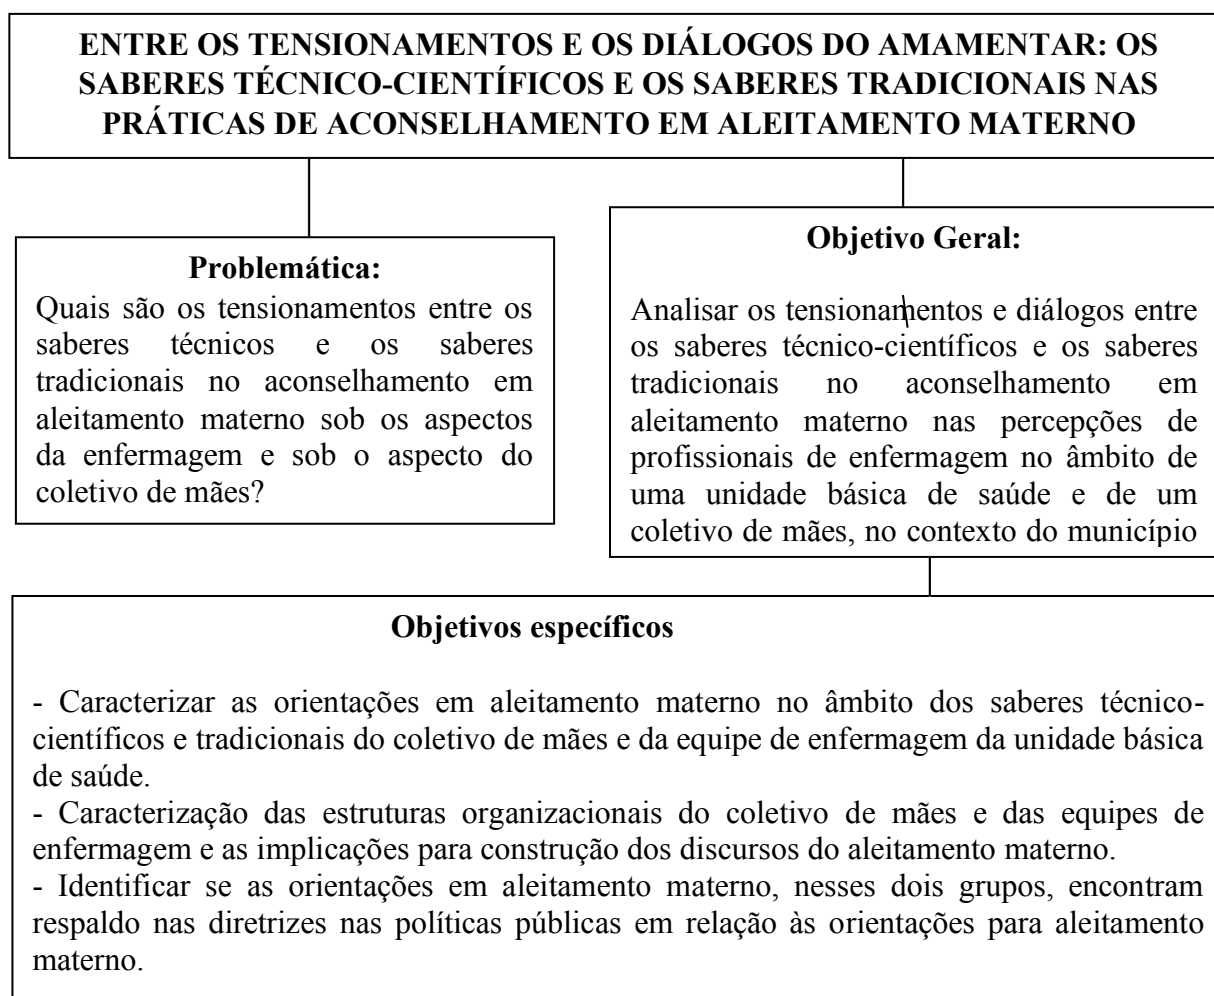 ENTRE OS TENSIONAMENTOS E OS DIÁLOGOS DO AMAMENTAR: OS
SABERES TÉCNICO-CIENTÍFICOS E OS SABERES TRADICIONAIS NAS
PRÁTICAS DE ACONSELHAMENTO EM ALEITAMENTO MATERNO
Problemática:
Quais são os tensionamentos entre os
saberes técnicos e os saberes
tradicionais no aconselhamento em
aleitamento materno sob os aspectos
da enfermagem e sob o aspecto do
coletivo de mães?
Objetivo Geral:
Analisar os tensionamentos e diálogos entre
os saberes técnico-científicos e os saberes
tradicionais no aconselhamento em
aleitamento materno nas percepções de
profissionais de enfermagem no âmbito de
uma unidade básica de saúde e de um
coletivo de mães, no contexto do município
Objetivos específicos
- Caracterizar as orientações em aleitamento materno no âmbito dos saberes técnico-
científicos e tradicionais do coletivo de mães e da equipe de enfermagem da unidade básica
de saúde.
- Caracterização das estruturas organizacionais do coletivo de mães e das equipes de
enfermagem e as implicações para construção dos discursos do aleitamento materno.
- Identificar se as orientações em aleitamento materno, nesses dois grupos, encontram
respaldo nas diretrizes nas políticas públicas em relação às orientações para aleitamento
materno.